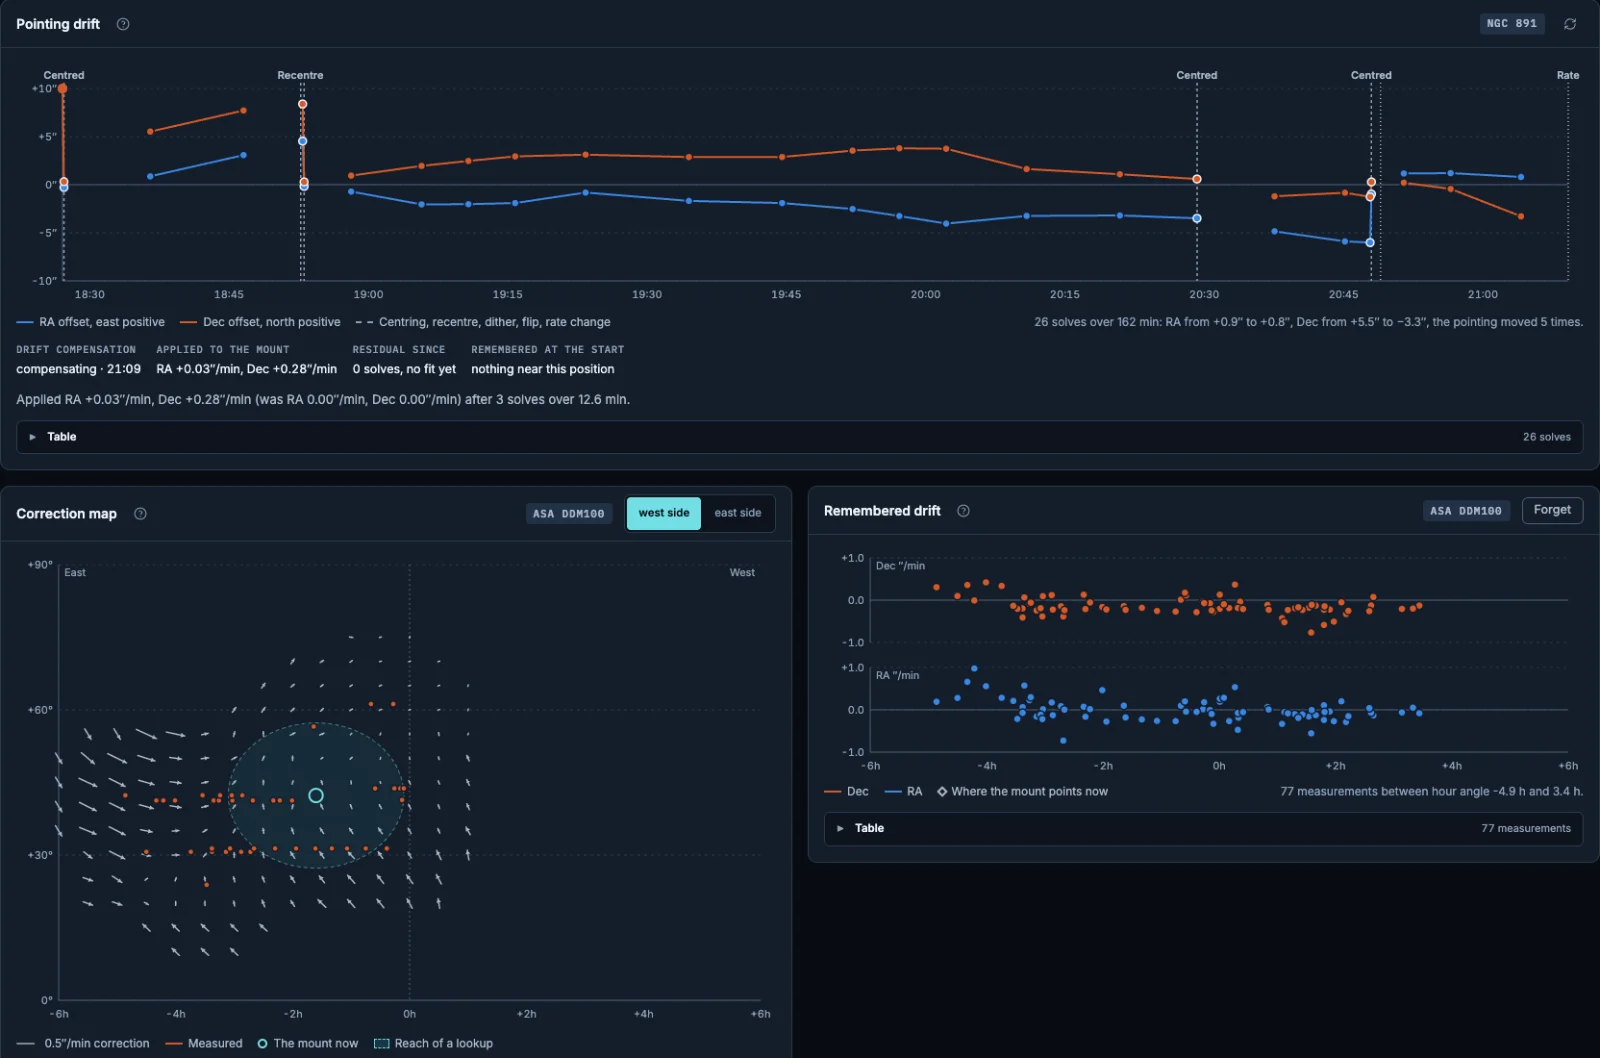 Pointing drift
NGC 891
Centred Recentre Centred Centred Rate
+10″
+5″
0″
-5″
-10″
18:30 18:45 19:00 19:15 19:30 19:45 20:00 20:15 20:30 20:45 21:00
RA offset, east positive Dec offset, north positive Centring, recentre, dither, flip, rate change
26 solves over 162 min: RA from +0.9″ to +0.8″, Dec from +5.5″ to −3.3″, the pointing moved 5 times.
DRIFT COMPENSATION APPLIED TO THE MOUNT RESIDUAL SINCE REMEMBERED AT THE START
compensating · 21:09 RA +0.03″/min, Dec +0.28″/min 0 solves, no fit yet nothing near this position
Applied RA +0.03″/min, Dec +0.28″/min (was RA 0.00″/min, Dec 0.00″/min) after 3 solves over 12.6 min.
Table 26 solves
Correction map
ASA DDM100 west side east side
+90°
East West
+60°
+30°
0°
-6h -4h -2h 0h +2h +4h +6h
0.5″/min correction Measured The mount now Reach of a lookup
Remembered drift
ASA DDM100 Forget
+1.0
Dec ″/min
0.0
-1.0
+1.0
RA ″/min
0.0
-1.0
-6h -4h -2h 0h +2h +4h +6h
Dec RA Where the mount points now
77 measurements between hour angle -4.9 h and 3.4 h.
Table 77 measurements